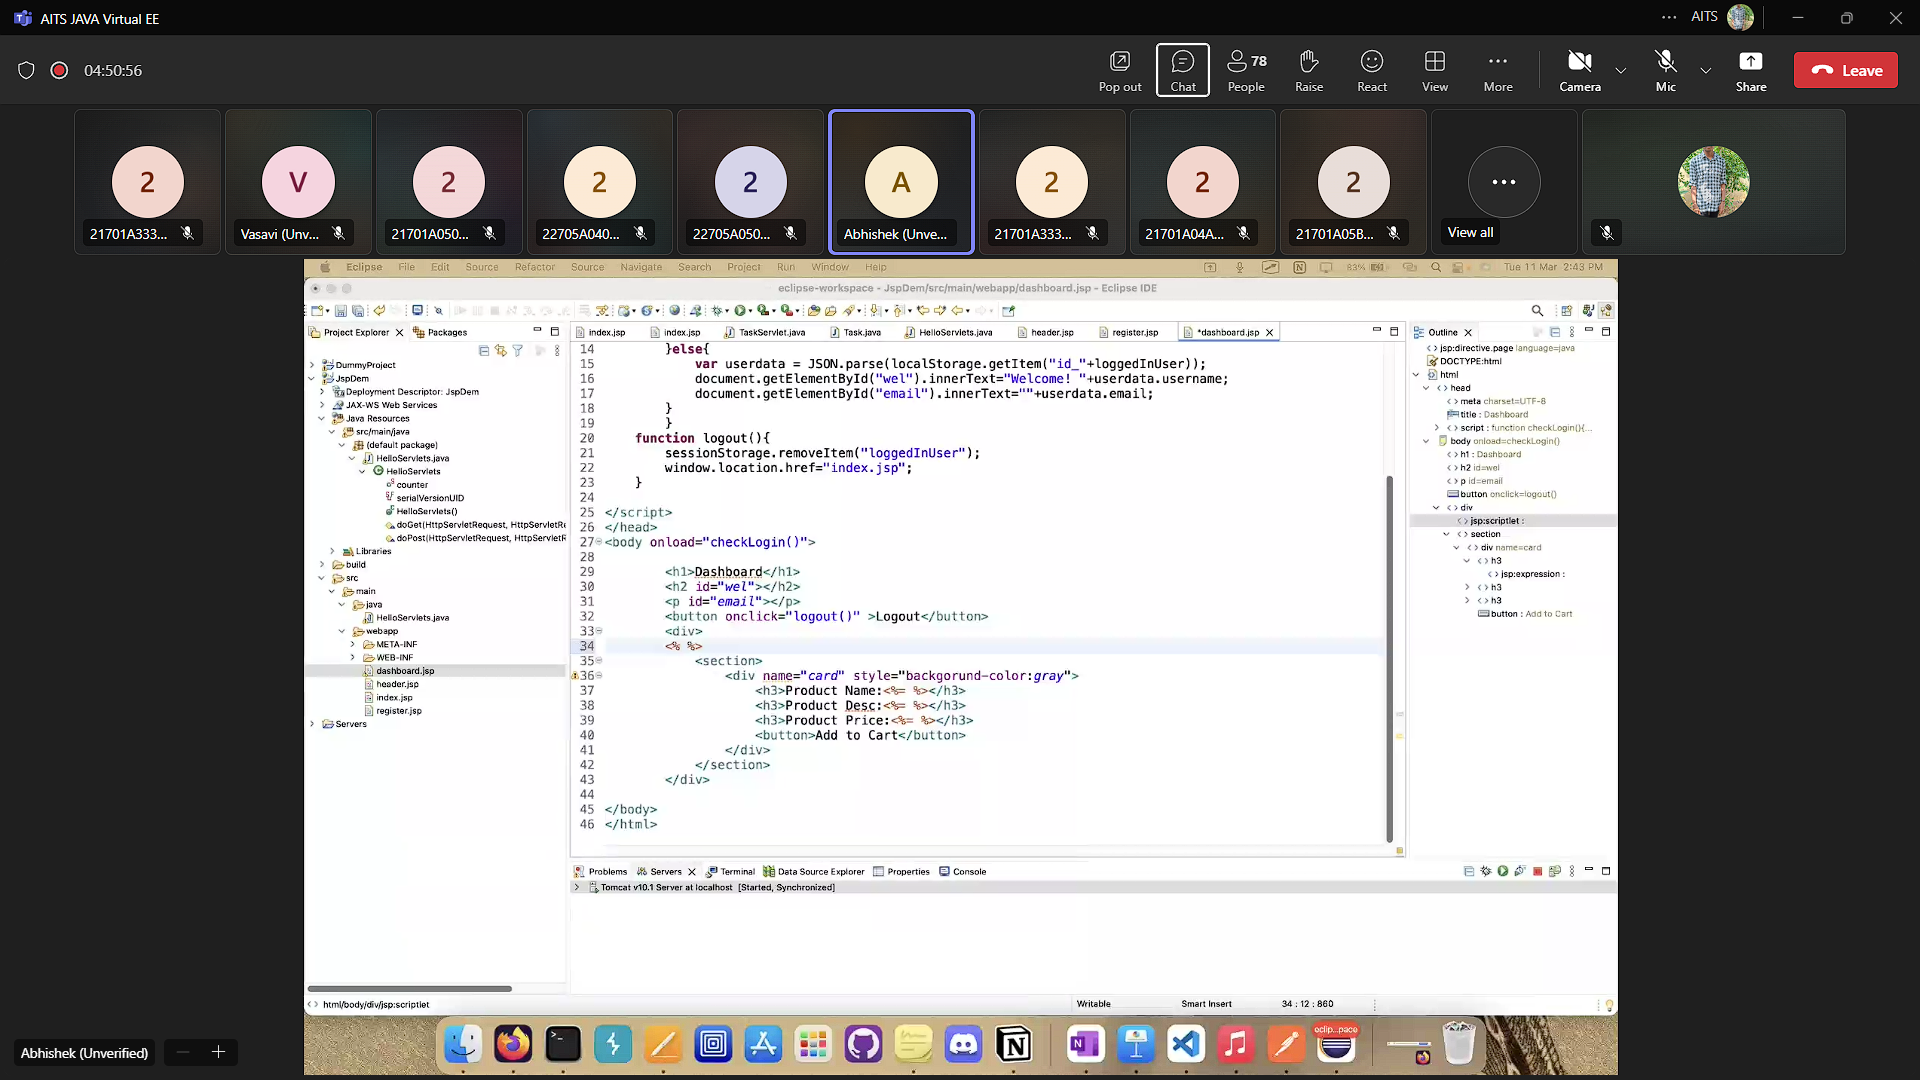 AITS JAVA Virtual EE
AITS
04:50:56
Pop out
Chat
78
People
Raise
React
View
More
Camera
Mic
Share
Leave
2
V
2
2
2
A
2
2
2
21701A333...
Vasavi (Unv...
21701A050...
22705A040...
22705A050...
Abhishek (Unve...
21701A333...
21701A04A...
21701A05B...
View all
Eclipse File Edit Source Refactor Source Navigate Search Project Run Window Help
83%
Tue 11 Mar 2:43 PM
eclipse-workspace - JspDem/src/main/webapp/dashboard.jsp - Eclipse IDE
Project Explorer
Packages
index.jsp
index.jsp
TaskServlet.java
Task.java
HelloServlets.java
header.jsp
register.jsp
*dashboard.jsp
Outline
DummyProject
JspDem
Deployment Descriptor: JspDem
JAX-WS Web Services
Java Resources
src/main/java
(default package)
HelloServlets.java
HelloServlets
counter
serialVersionUID
HelloServlets()
doGet(HttpServletRequest, HttpServletR
doPost(HttpServletRequest, HttpServletR
Libraries
build
src
main
java
HelloServlets.java
webapp
META-INF
WEB-INF
dashboard.jsp
header.jsp
index.jsp
register.jsp
Servers
14 }else{
15 var userdata = JSON.parse(localStorage.getItem("id_"+loggedInUser));
16 document.getElementById("wel").innerText="Welcome! "+userdata.username;
17 document.getElementById("email").innerText=""+userdata.email;
18 }
19 }
20 function logout(){
21 sessionStorage.removeItem("loggedInUser");
22 window.location.href="index.jsp";
23 }
24
25 </script>
26 </head>
27 <body onload="checkLogin()">
28
29 <h1>Dashboard</h1>
30 <h2 id="wel"></h2>
31 <p id="email"></p>
32 <button onclick="logout()" >Logout</button>
33 <div>
34 <% %>
35 <section>
36 <div name="card" style="backgorund-color:gray">
37 <h3>Product Name:<%= %></h3>
38 <h3>Product Desc:<%= %></h3>
39 <h3>Product Price:<%= %></h3>
40 <button>Add to Cart</button>
41 </div>
42 </section>
43 </div>
44
45 </body>
46 </html>
jsp:directive.page language=java
DOCTYPE:html
html
head
meta charset=UTF-8
title : Dashboard
script : function checkLogin(){...
body onload=checkLogin()
h1 : Dashboard
h2 id=wel
p id=email
button onclick=logout()
div
jsp:scriptlet :
section
div name=card
h3
jsp:expression :
h3
h3
button : Add to Cart
Problems
Servers
Terminal
Data Source Explorer
Properties
Console
Tomcat v10.1 Server at localhost [Started, Synchronized]
html/body/div/jsp:scriptlet
Writable
Smart Insert
34 : 12 : 860
eclip...pace
Abhishek (Unverified)